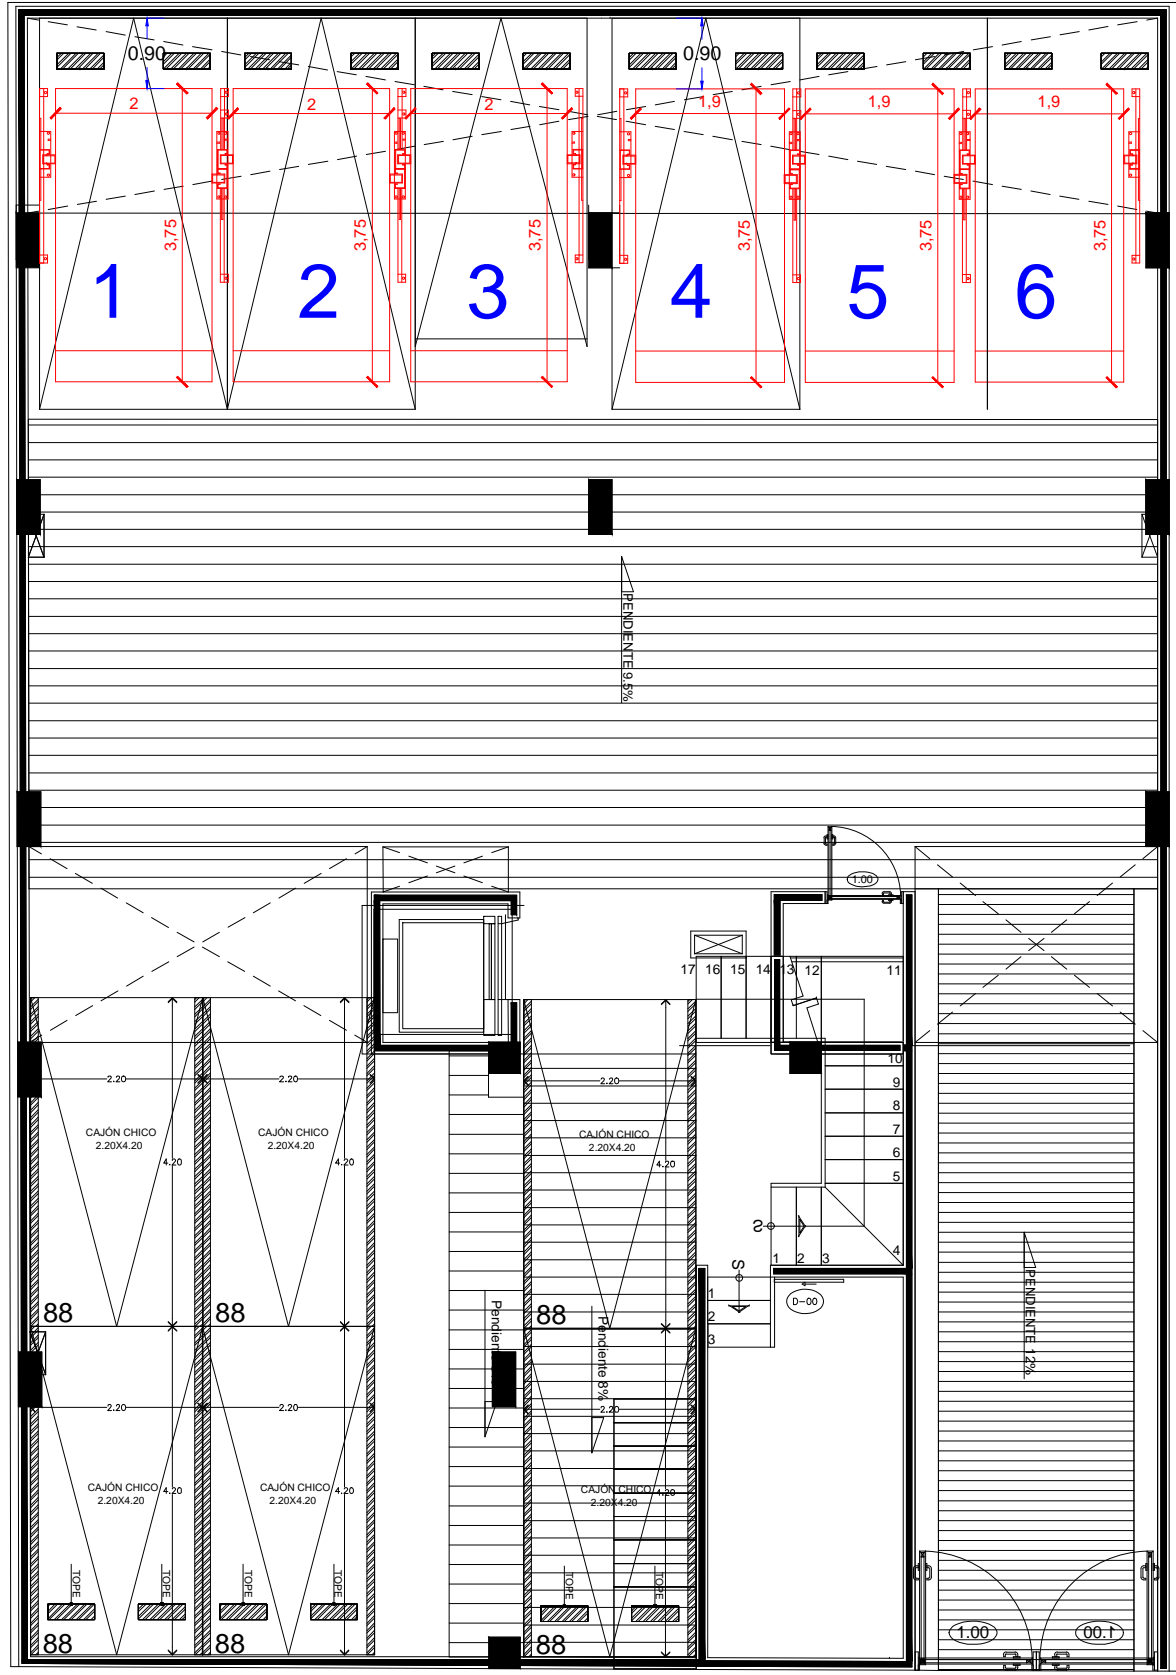 0.90
0.90
2
2
2
1,9
1,9
1,9
3,75
3,75
3,75
3,75
3,75
3,75
1
2
3
4
5
6
PENDIENTE 9.5%
1.00
17
16
15
14
13
12
11
10
9
8
7
6
5
4
1
2
3
S
S
1
2
3
D-00
2.20
2.20
2.20
CAJÓN CHICO
2.20X4.20
CAJÓN CHICO
2.20X4.20
CAJÓN CHICO
2.20X4.20
4.20
4.20
4.20
88
88
88
Pendiente 8%
PENDIENTE 12%
2.20
2.20
2.20
CAJÓN CHICO
2.20X4.20
CAJÓN CHICO
2.20X4.20
CAJÓN CHICO
2.20X4.20
4.20
4.20
4.20
TOPE
TOPE
TOPE
TOPE
TOPE
TOPE
88
88
88
1.00
1.00